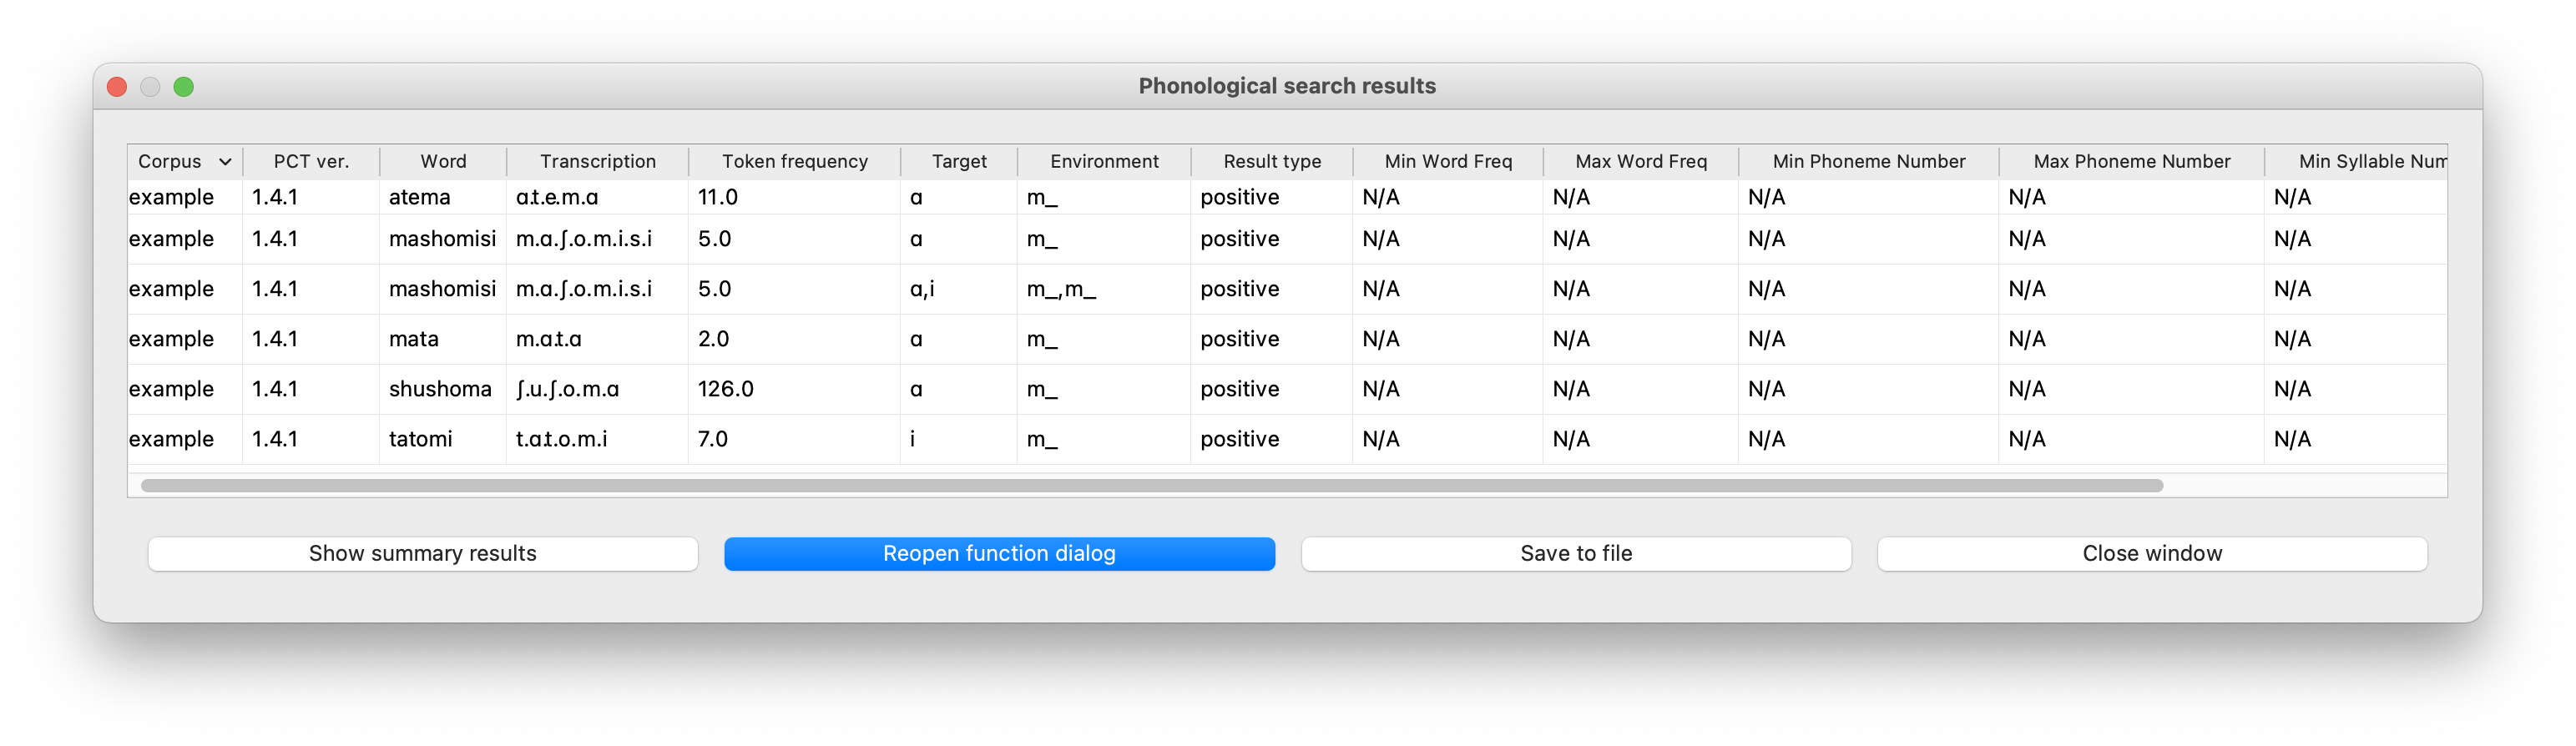 Phonological search results
Corpus PCT ver. Word Transcription Token frequency Target Environment Result type Min Word Freq Max Word Freq Min Phoneme Number Max Phoneme Number Min Syllable Num
example 1.4.1 atema ɑ.t.e.m.ɑ 11.0 ɑ m_ positive N/A N/A N/A N/A N/A
example 1.4.1 mashomisi m.ɑ.ʃ.o.m.i.s.i 5.0 ɑ m_ positive N/A N/A N/A N/A N/A
example 1.4.1 mashomisi m.ɑ.ʃ.o.m.i.s.i 5.0 ɑ,i m_,m_ positive N/A N/A N/A N/A N/A
example 1.4.1 mata m.ɑ.t.ɑ 2.0 ɑ m_ positive N/A N/A N/A N/A N/A
example 1.4.1 shushoma ʃ.u.ʃ.o.m.ɑ 126.0 ɑ m_ positive N/A N/A N/A N/A N/A
example 1.4.1 tatomi t.ɑ.t.o.m.i 7.0 i m_ positive N/A N/A N/A N/A N/A
Show summary results Reopen function dialog Save to file Close window